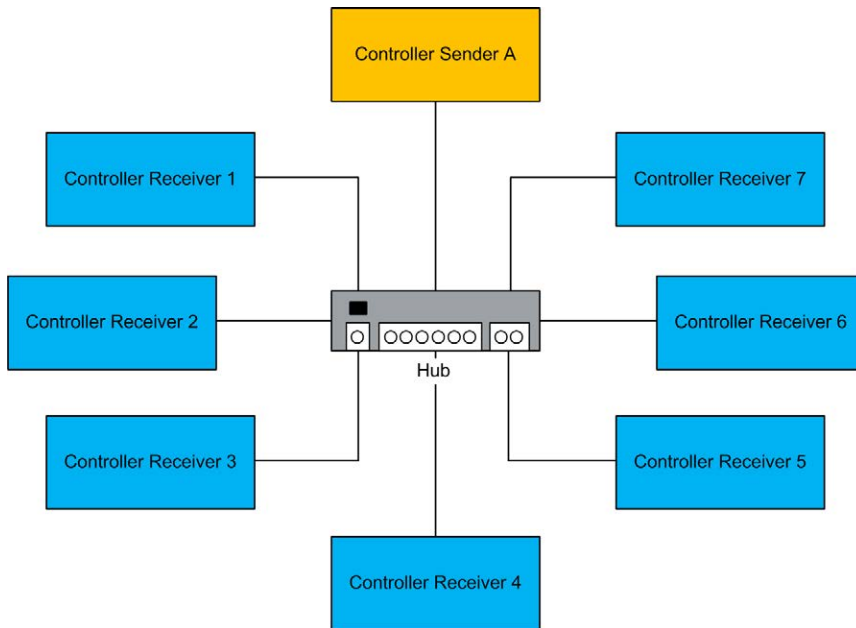 Controller Sender A
Controller Receiver 1
Controller Receiver 7
Controller Receiver 2
Controller Receiver 6
Hub
Controller Receiver 3
Controller Receiver 5
Controller Receiver 4